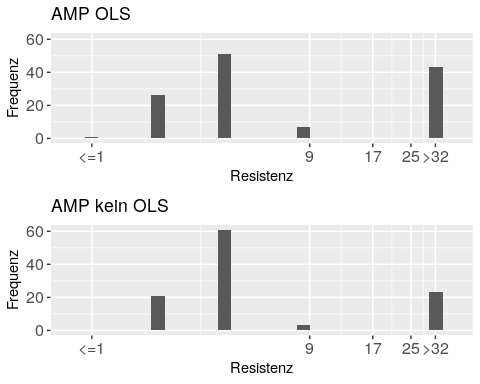 AMP OLS
60
40
20
0
Frequenz
<=1 9 17 25 >32
Resistenz
AMP kein OLS
60
40
20
0
Frequenz
<=1 9 17 25 >32
Resistenz